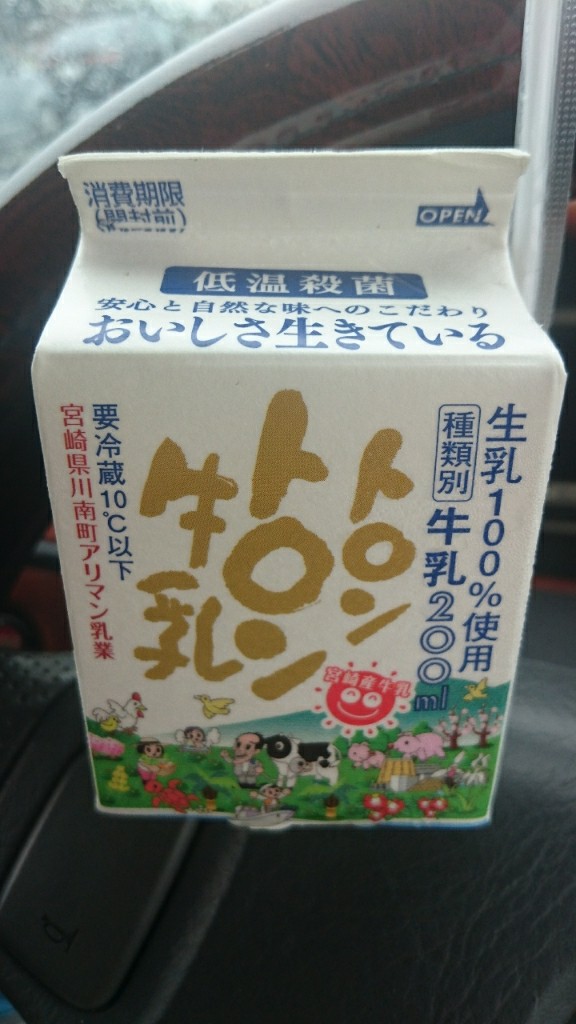 消費期限
(開封前)
OPEN
低温殺菌
安心と自然な味へのこだわり
おいしさ生きている
生乳100%使用
種類別 牛乳200ml
トロントロン牛乳
要冷蔵10℃以下
宮崎県川南町アリマン乳業
宮崎産牛乳